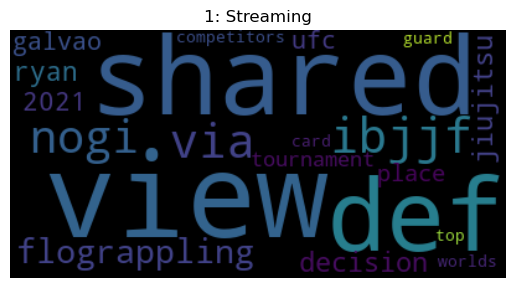 1: Streaming
galvao competitors ufc guard
ryan shared
2021 jiujitsu
nogi via card ibjjf
tournament
view place
def
top
flograppling decision worlds